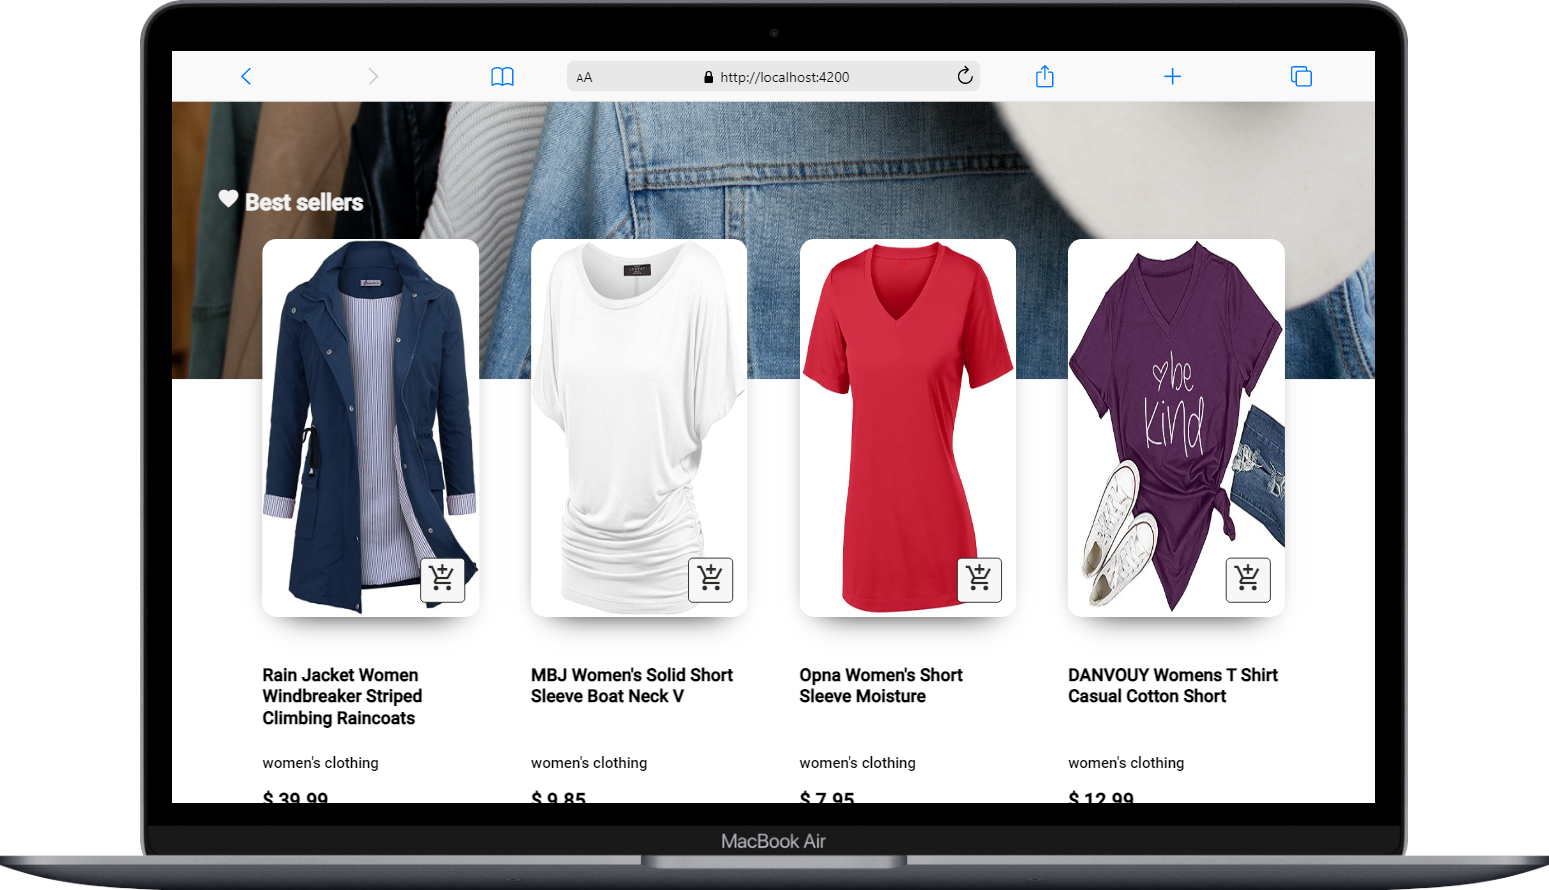 AA
http://localhost:4200
Best sellers
be
kind
Rain Jacket Women
Windbreaker Striped
Climbing Raincoats
MBJ Women's Solid Short
Sleeve Boat Neck V
Opna Women's Short
Sleeve Moisture
DANVOUY Womens T Shirt
Casual Cotton Short
women's clothing
women's clothing
women's clothing
women's clothing
$ 39.99
$ 9.85
$ 7.95
$ 12.99
MacBook Air